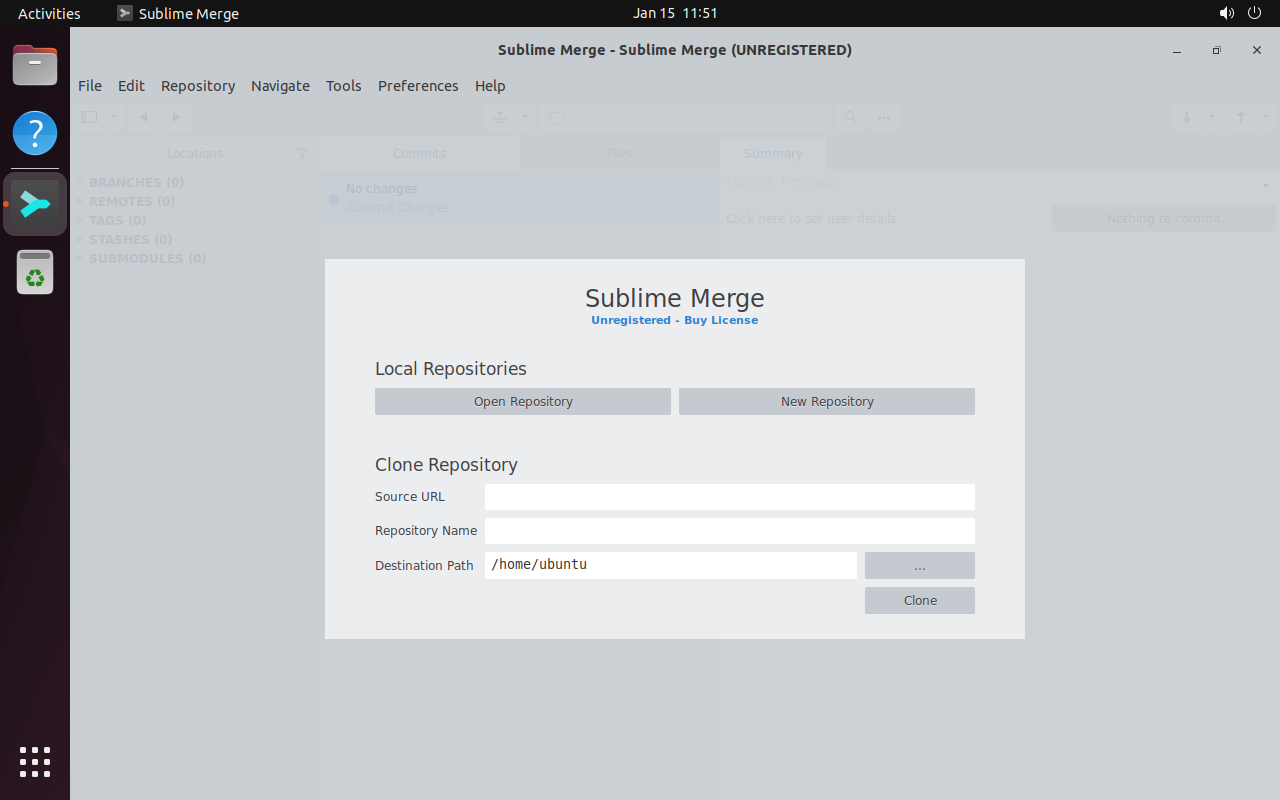 Activities
Sublime Merge
Jan 15 11:51
Sublime Merge - Sublime Merge (UNREGISTERED)
File Edit Repository Navigate Tools Preferences Help
Locations
Commits
Files
Summary
BRANCHES (0)
REMOTES (0)
TAGS (0)
STASHES (0)
SUBMODULES (0)
No changes
Commit Changes
Commit Message
Click here to set user details
Nothing to commit
Sublime Merge
Unregistered - Buy License
Local Repositories
Open Repository
New Repository
Clone Repository
Source URL
Repository Name
Destination Path
/home/ubuntu
...
Clone